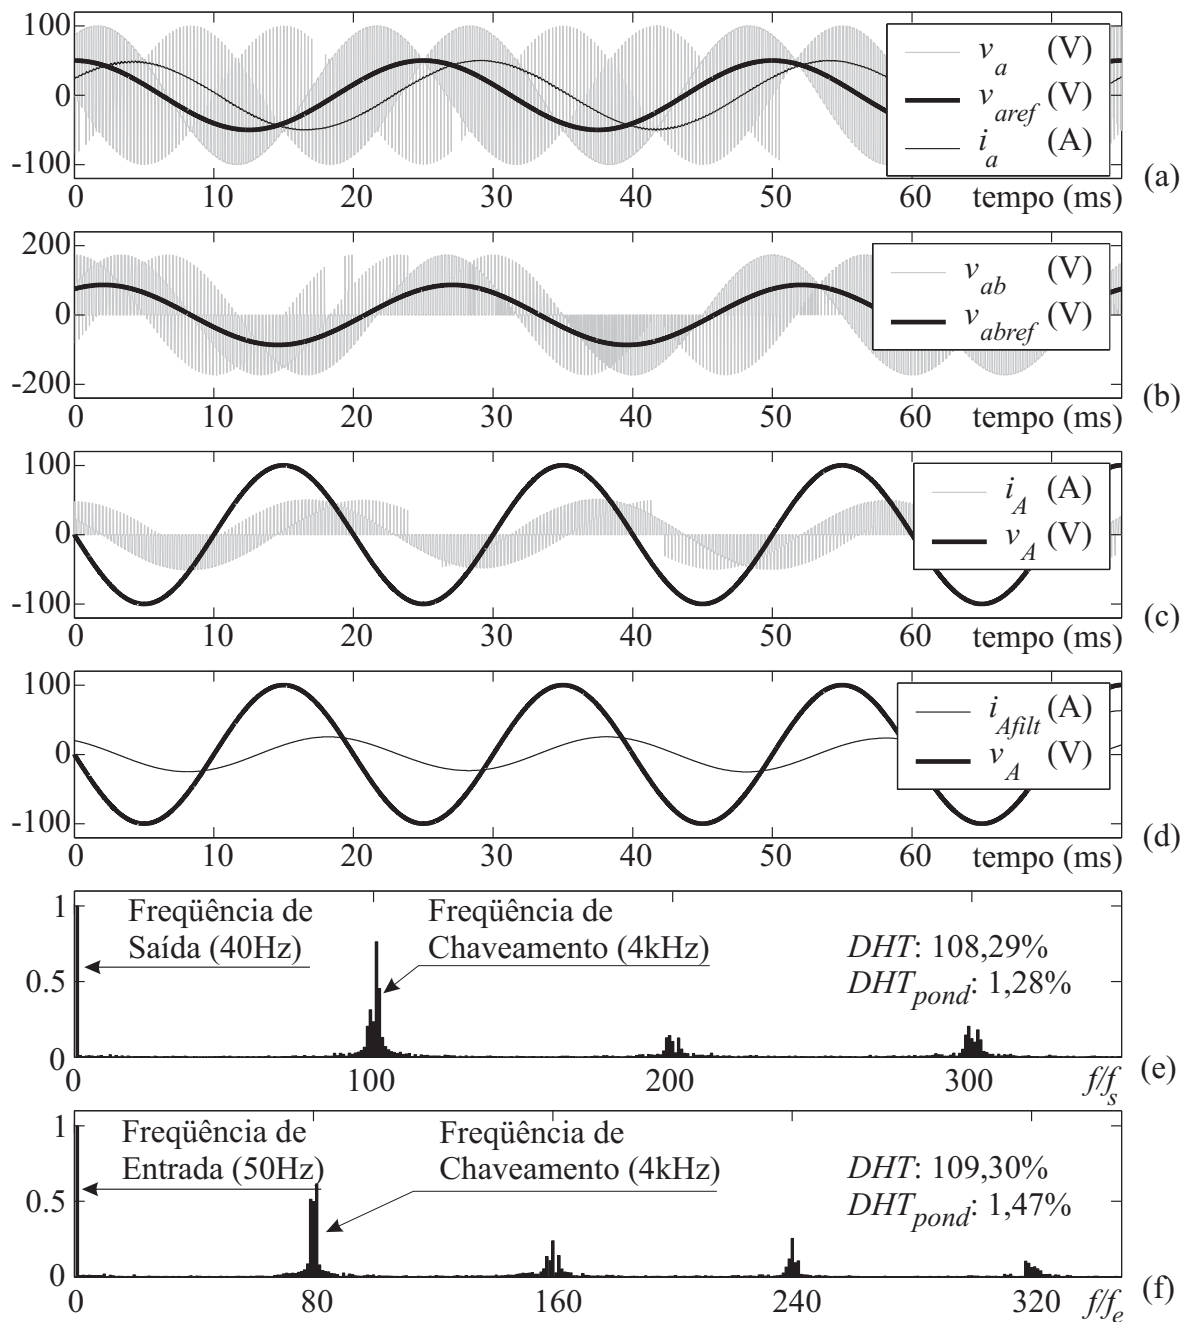 100
0
-100
v_a (V)
v_aref (V)
i_a (A)
0 10 20 30 40 50 60 tempo (ms)
(a)
200
0
-200
v_ab (V)
v_abref (V)
0 10 20 30 40 50 60 tempo (ms)
(b)
100
0
-100
i_A (A)
v_A (V)
0 10 20 30 40 50 60 tempo (ms)
(c)
100
0
-100
i_Afilt (A)
v_A (V)
0 10 20 30 40 50 60 tempo (ms)
(d)
1
0.5
0
Freqüência de
Saída (40Hz)
Freqüência de
Chaveamento (4kHz)
DHT: 108,29%
DHT_pond: 1,28%
0 100 200 300 f/f_s
(e)
1
0.5
0
Freqüência de
Entrada (50Hz)
Freqüência de
Chaveamento (4kHz)
DHT: 109,30%
DHT_pond: 1,47%
0 80 160 240 320 f/f_e
(f)